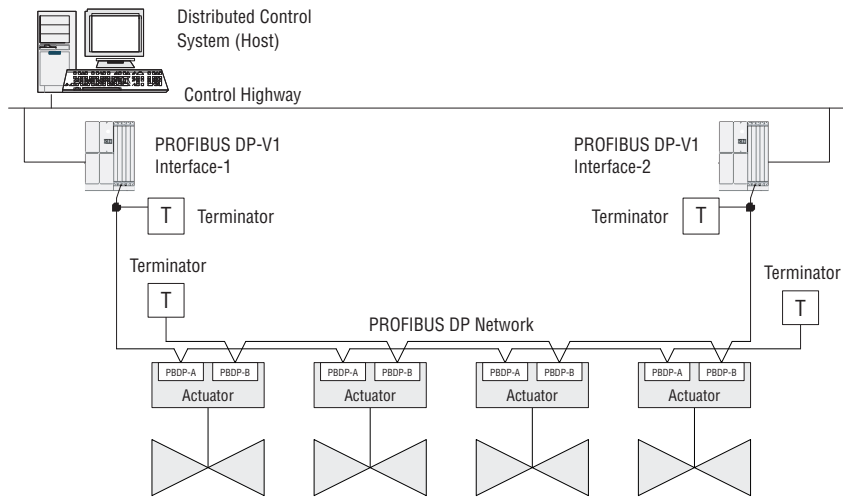 Distributed Control
System (Host)
Control Highway
PROFIBUS DP-V1
Interface-1
PROFIBUS DP-V1
Interface-2
T
Terminator
Terminator
T
Terminator
T
Terminator
T
PROFIBUS DP Network
PBDP-A
PBDP-B
Actuator
PBDP-A
PBDP-B
Actuator
PBDP-A
PBDP-B
Actuator
PBDP-A
PBDP-B
Actuator